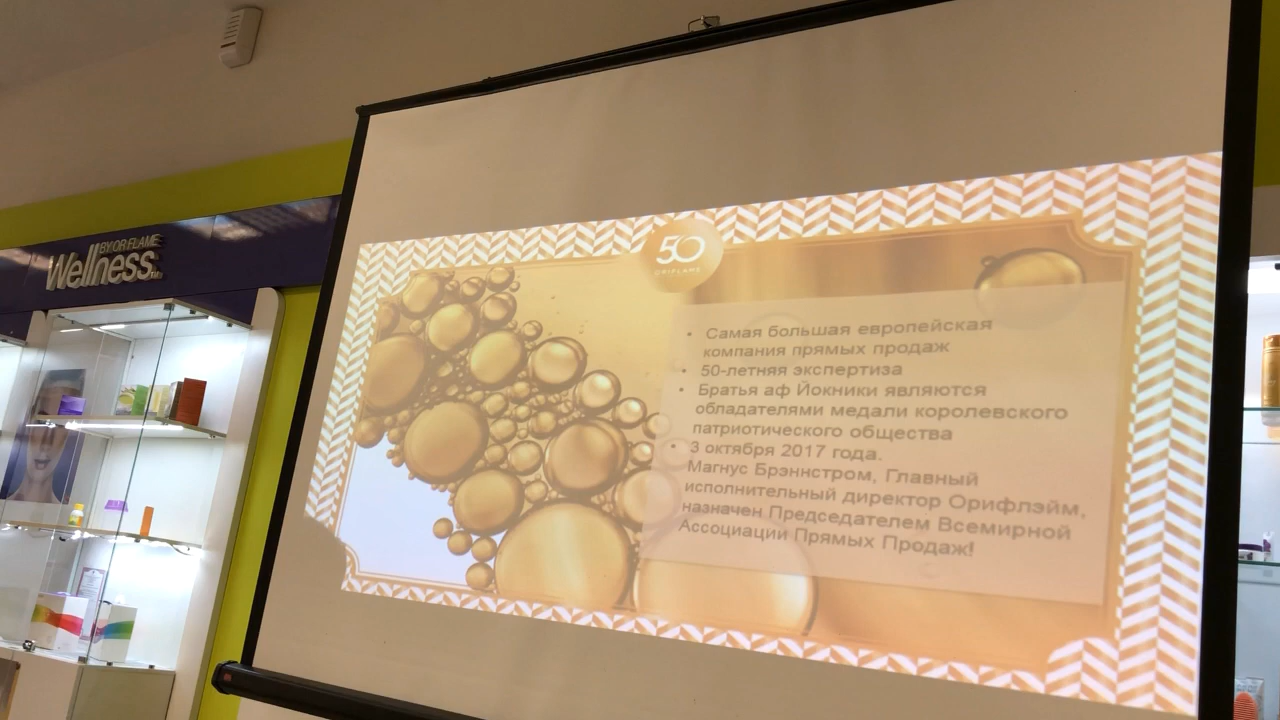 BY ORIFLAME
Wellness
50
ORIFLAME
• Самая большая европейская
компания прямых продаж
• 50-летняя экспертиза
• Братья аф Йокники являются
обладателями медали королевского
патриотического общества
• 3 октября 2017 года.
Магнус Брэннстром, Главный
исполнительный директор Орифлэйм,
назначен Председателем Всемирной
Ассоциации Прямых Продаж!